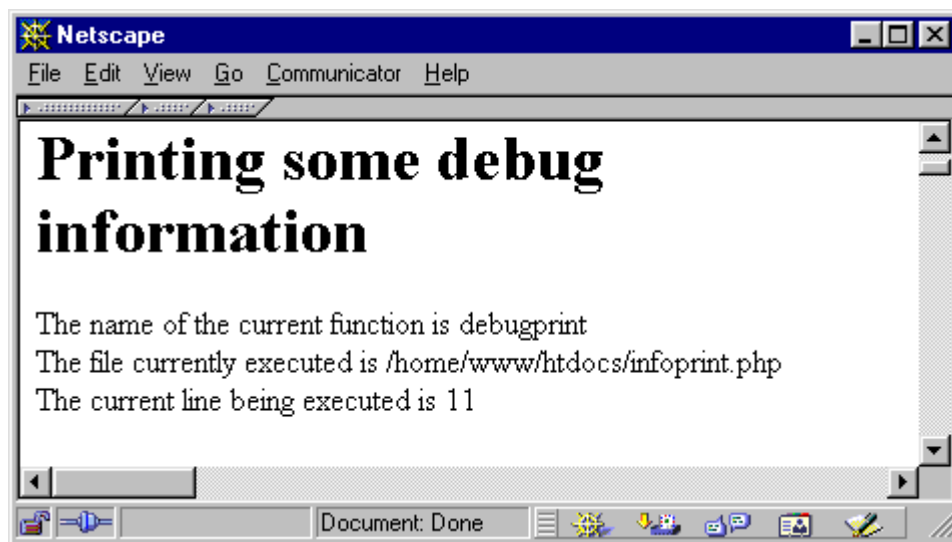 Netscape
File Edit View Go Communicator Help
Printing some debug
information
The name of the current function is debugprint
The file currently executed is /home/www/htdocs/infoprint.php
The current line being executed is 11
Document: Done